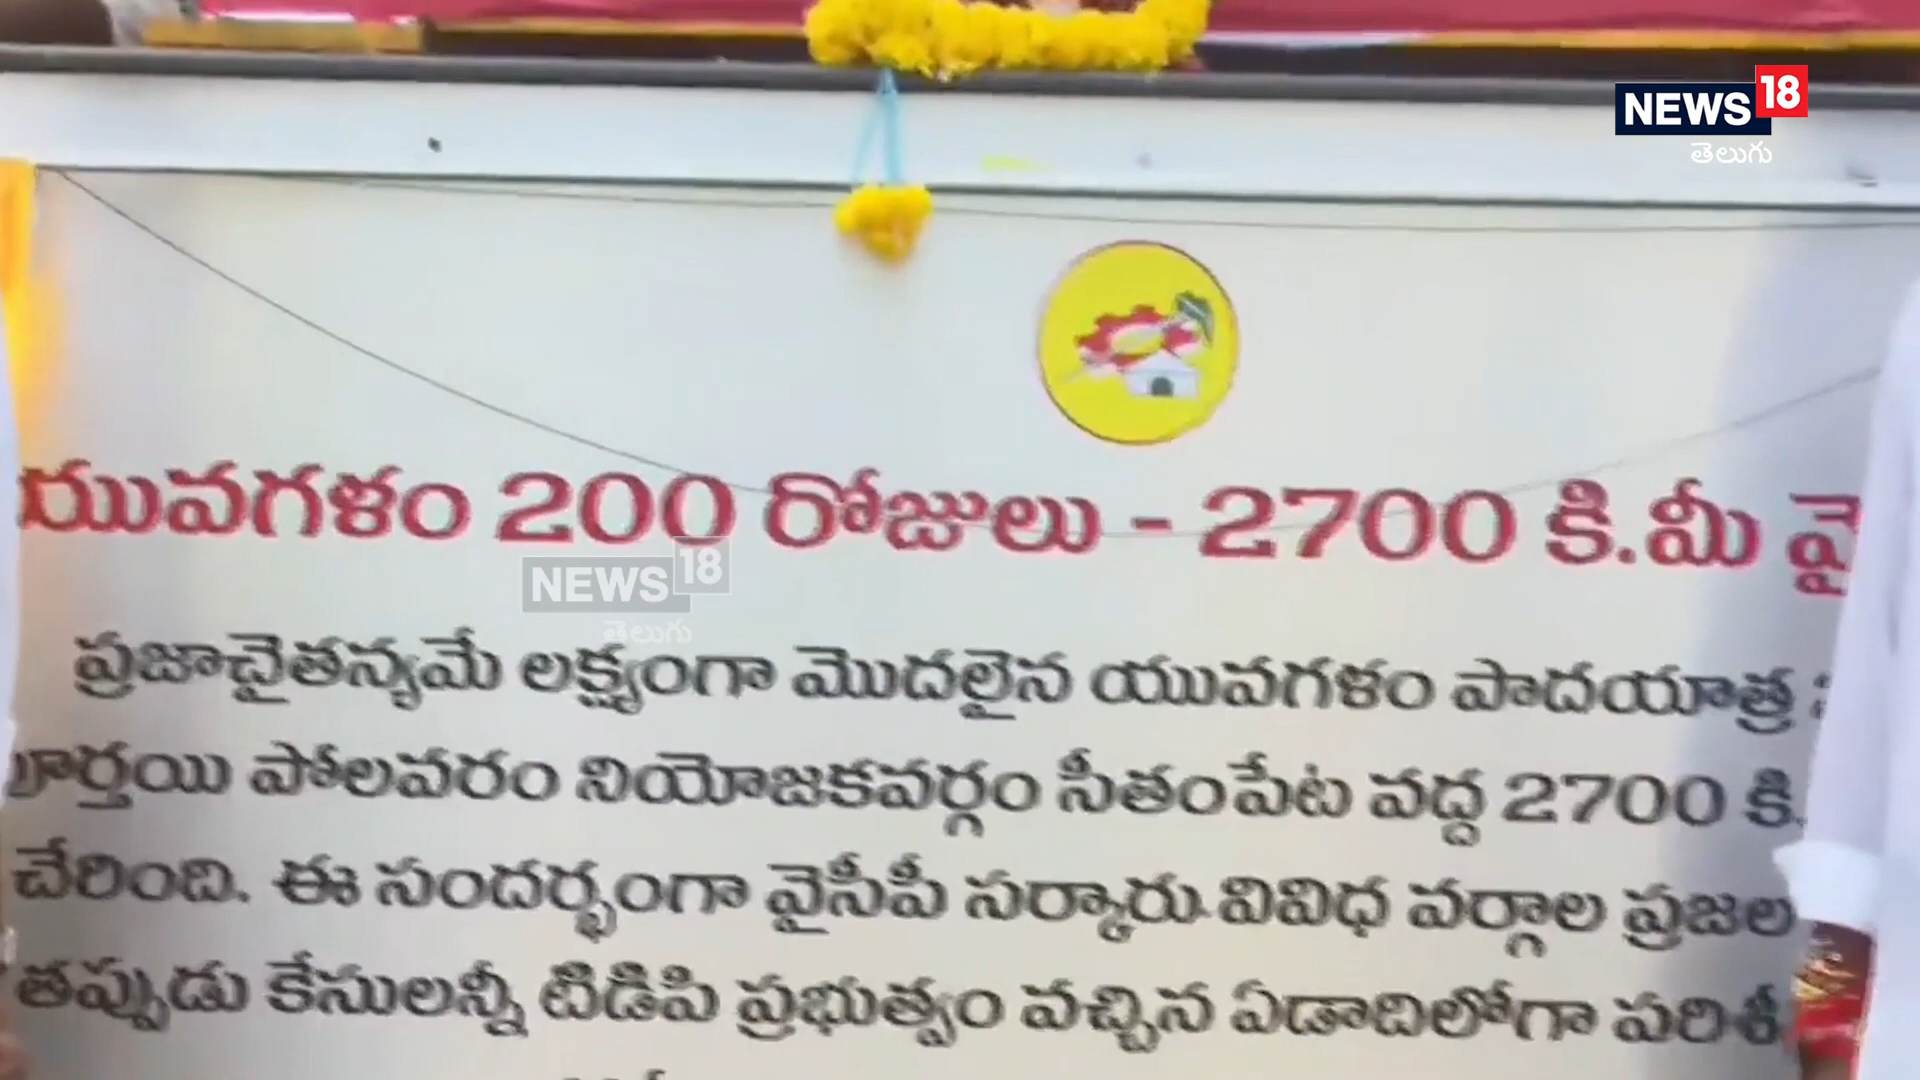 NEWS18
తెలుగు
యువగళం 200 రోజులు - 2700 కి.మీ
NEWS18
తెలుగు
ప్రజాచైతన్యమే లక్ష్యంగా మొదలైన యువగళం పాదయాత్ర
పోలవరం నియోజకవర్గం సీతంపేట వద్ద 2700 కి.
చేరింది. ఈ సందర్భంగా వైసీపీ సర్కారు వివిధ వర్గాల ప్రజల
తప్పుడు కేసులన్నీ టిడిపి ప్రభుత్వం వచ్చిన ఏడాదిలోగా